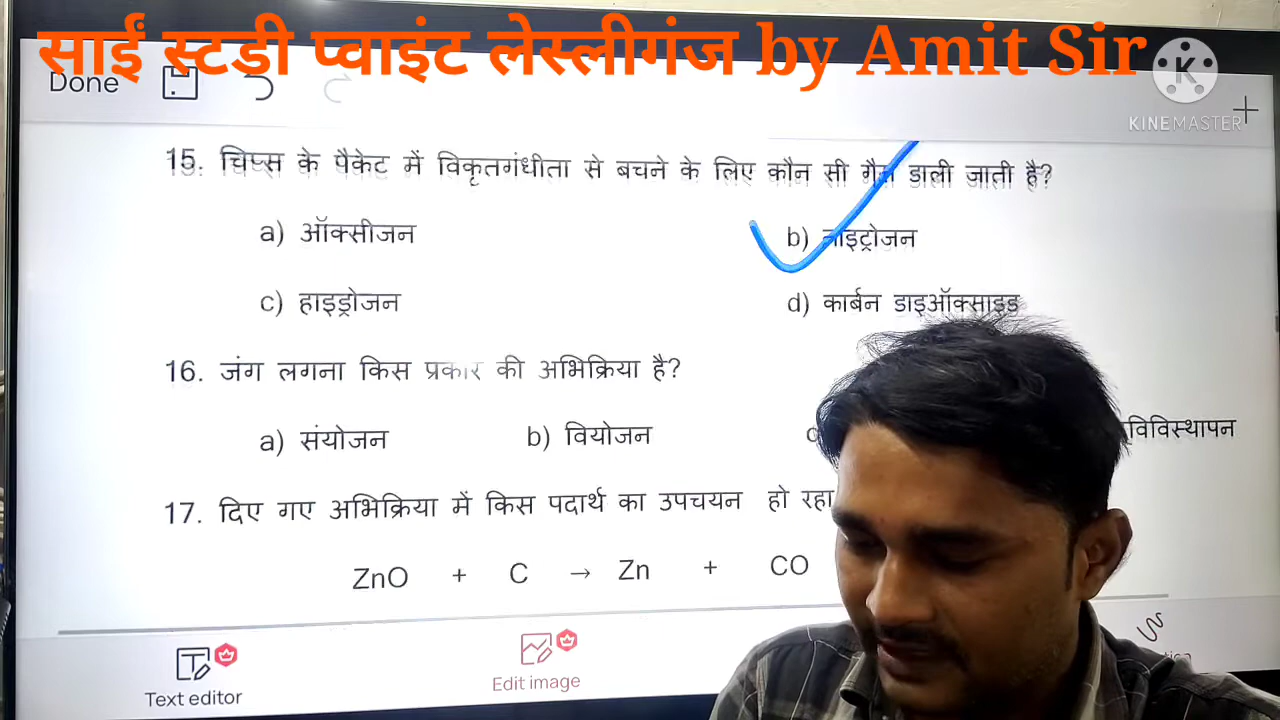 साईं स्टडी प्वाइंट लेस्लीगंज by Amit Sir
Done
KINEMASTER
15. चिप्स के पैकेट में विकृतगंधीता से बचने के लिए कौन सी गैस डाली जाती है?
a) ऑक्सीजन b) नाइट्रोजन
c) हाइड्रोजन d) कार्बन डाइऑक्साइड
16. जंग लगना किस प्रकार की अभिक्रिया है?
a) संयोजन b) वियोजन विविस्थापन
17. दिए गए अभिक्रिया में किस पदार्थ का उपचयन हो रहा
ZnO + C → Zn + CO
Text editor
Edit image